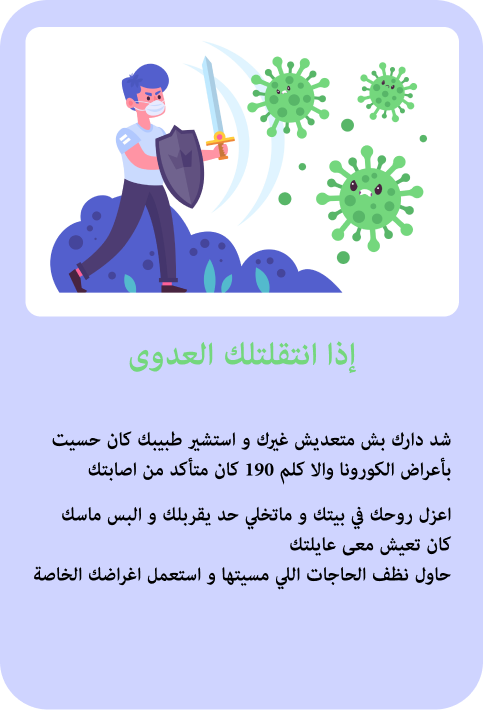 إذا انتقلتلك العدوى
شد دارك بش متعديش غيرك و استشير طبيبك كان حسيت
بأعراض الكورونا والا كلم 190 كان متأكد من اصابتك
اعزل روحك في بيتك و ماتخلي حد يقربلك و البس ماسك
كان تعيش معى عايلتك
حاول نظف الحاجات اللي مسيتها و استعمل اغراضك الخاصة